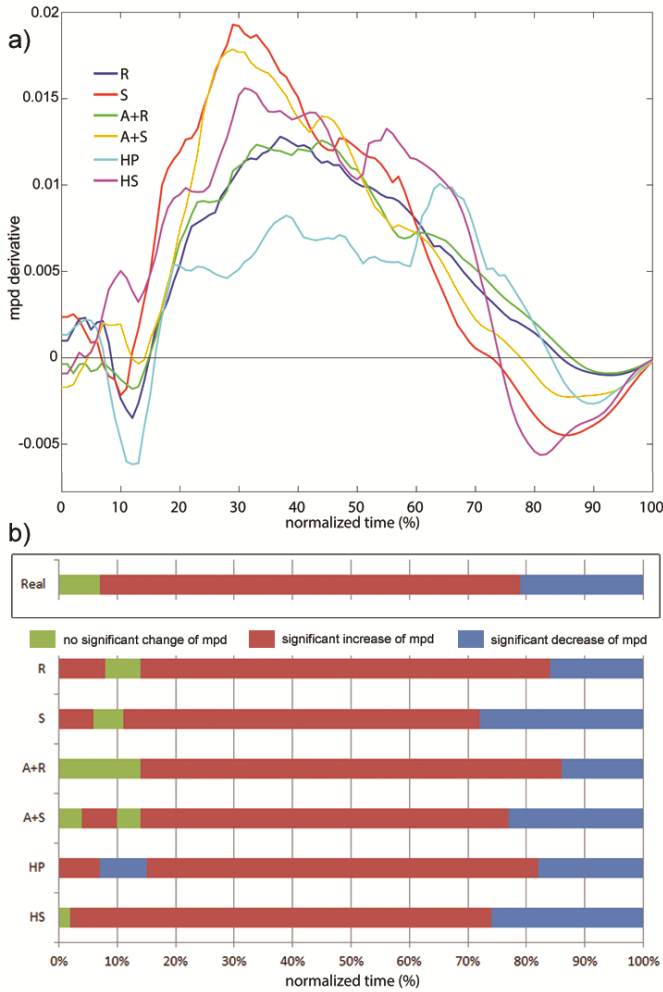 a)
0.02
0.015
0.01
0.005
0
-0.005
mpd derivative
R
S
A+R
A+S
HP
HS
0 10 20 30 40 50 60 70 80 90 100
normalized time (%)
b)
Real
no significant change of mpd significant increase of mpd significant decrease of mpd
R
S
A+R
A+S
HP
HS
0% 10% 20% 30% 40% 50% 60% 70% 80% 90% 100%
normalized time (%)